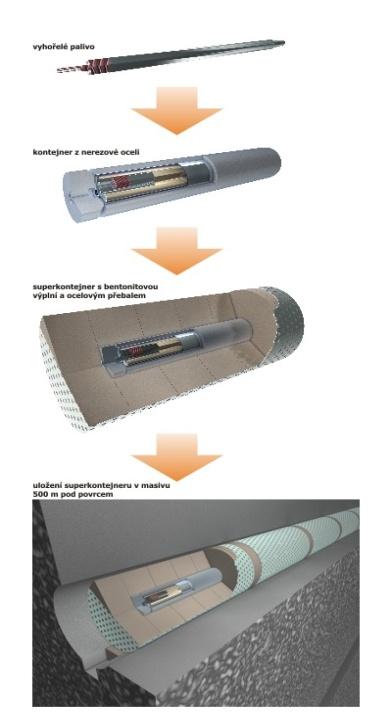 vyhořelé palivo
kontejner z nerezové oceli
superkontejner s bentonitovou
výplní a ocelovým přebalem
uložení superkontejneru v masivu
500 m pod povrcem